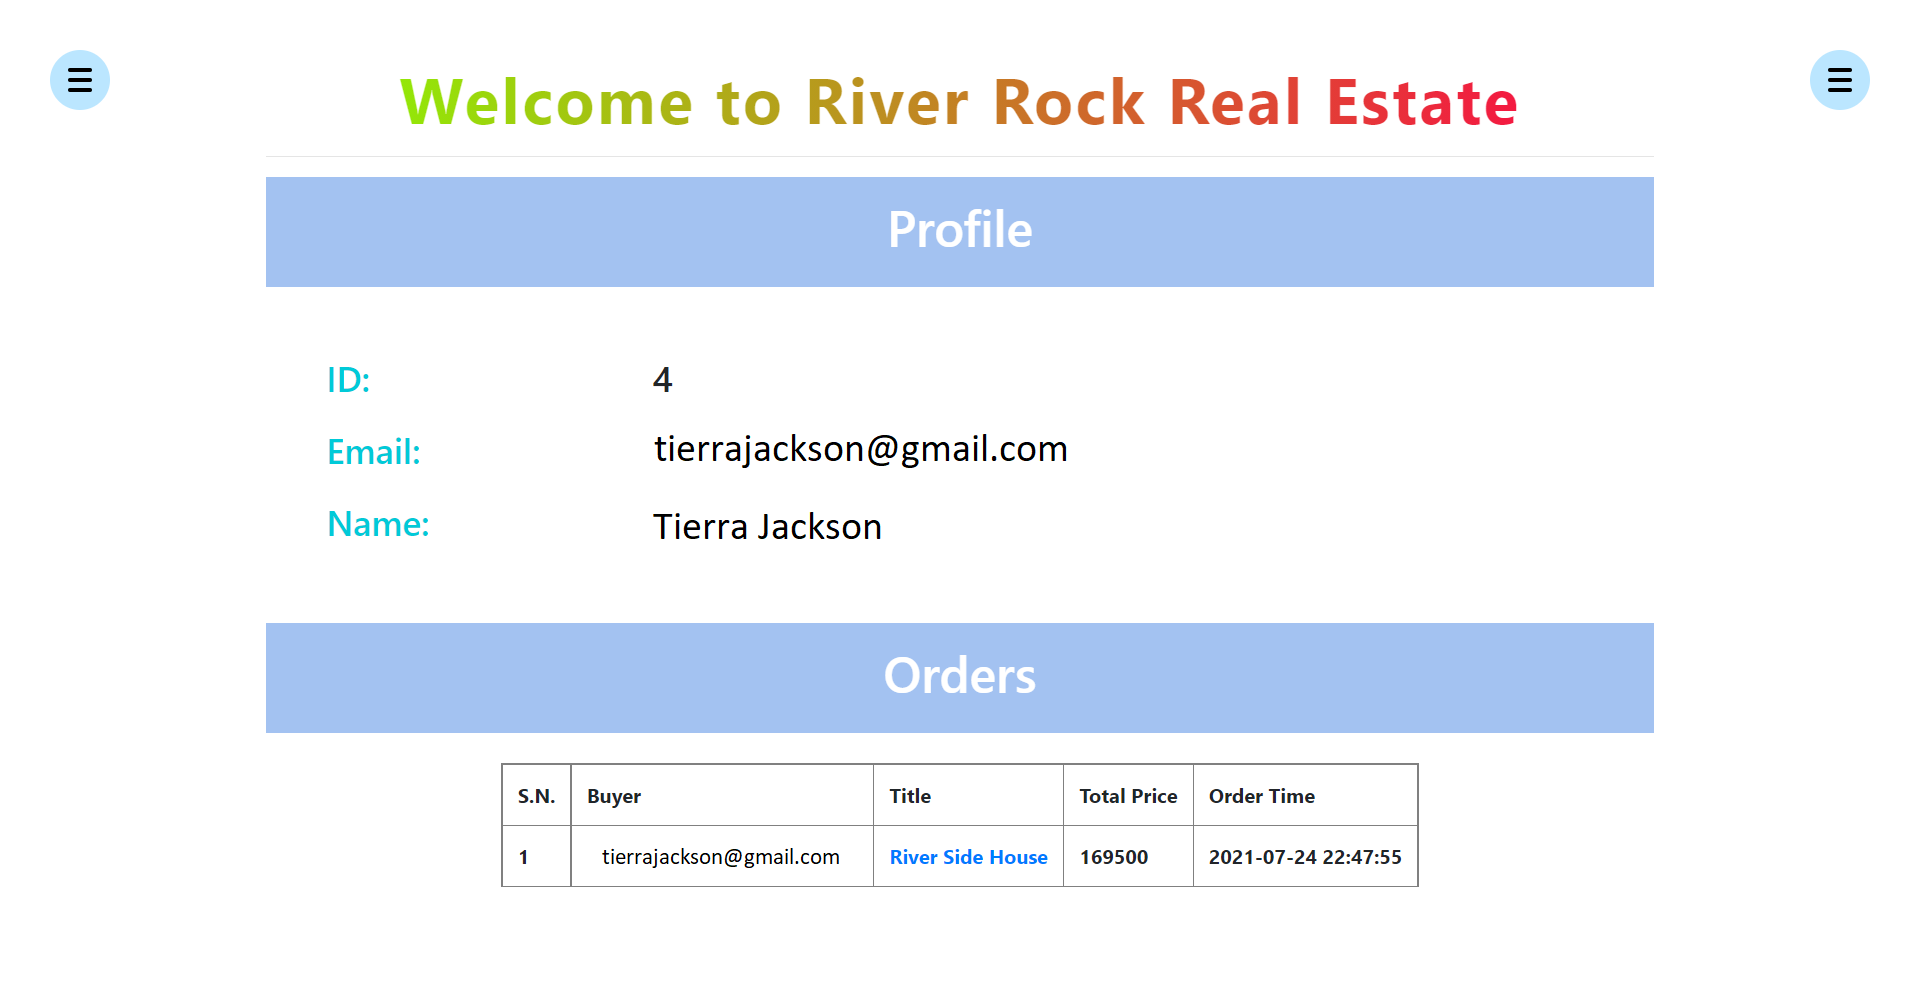 Welcome to River Rock Real Estate
Profile
ID: 4
Email: tierrajackson@gmail.com
Name: Tierra Jackson
Orders
S.N. Buyer Title Total Price Order Time
1 tierrajackson@gmail.com River Side House 169500 2021-07-24 22:47:55